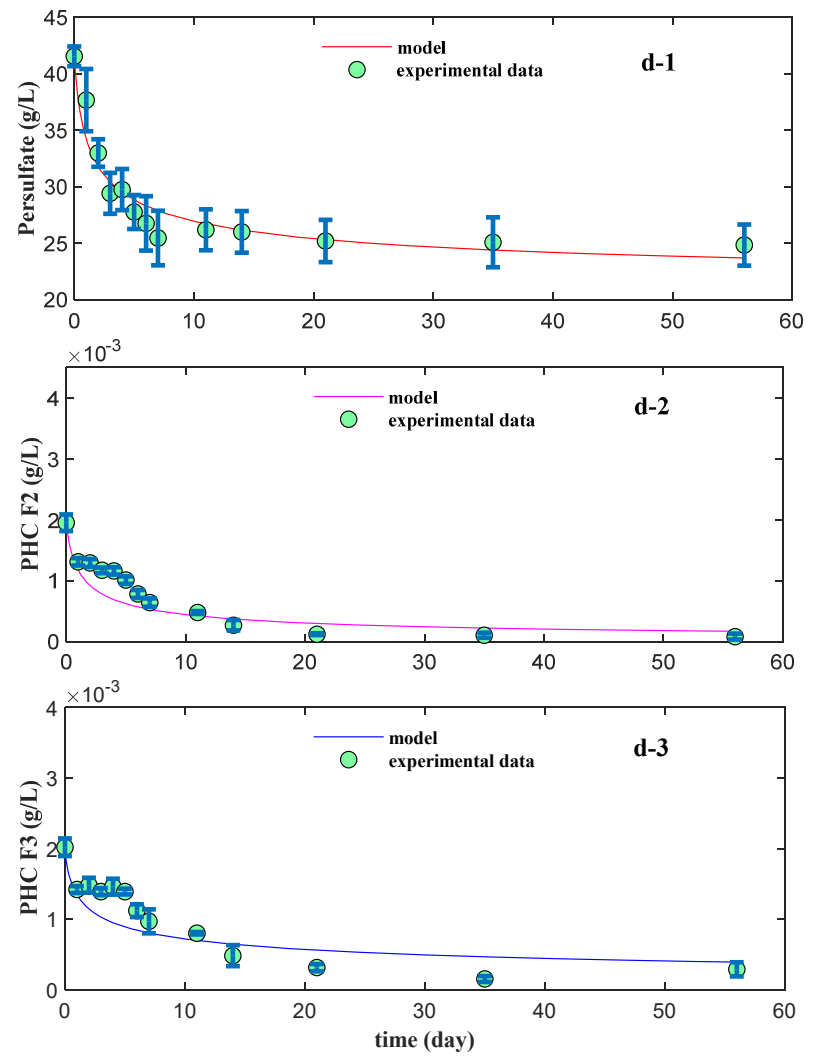 45
40
35
30
25
20
Persulfate (g/L)
model
experimental data
d-1
0 10 20 30 40 50 60
×10-3
4
3
2
1
0
PHC F2 (g/L)
model
experimental data
d-2
0 10 20 30 40 50 60
×10-3
4
3
2
1
0
PHC F3 (g/L)
model
experimental data
d-3
0 10 20 30 40 50 60
time (day)